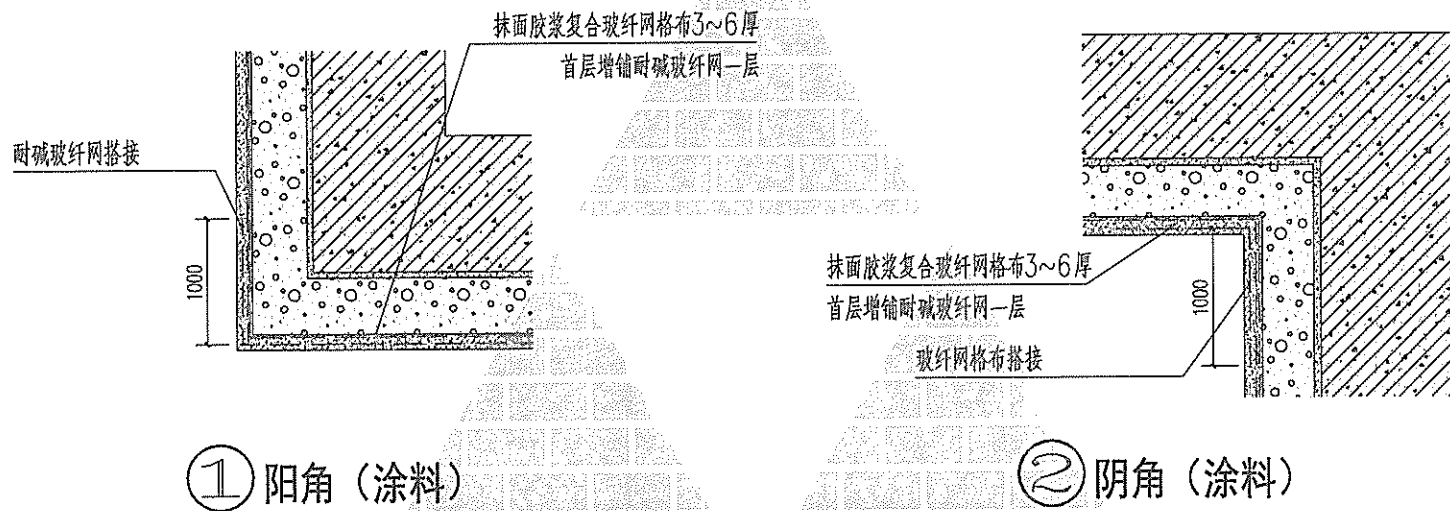 抹面胶浆复合玻纤网格布3~6厚
首层增铺耐碱玻纤网一层
耐碱玻纤网搭接
1000
① 阳角（涂料）
抹面胶浆复合玻纤网格布3~6厚
首层增铺耐碱玻纤网一层
1000
玻纤网格布搭接
② 阴角（涂料）